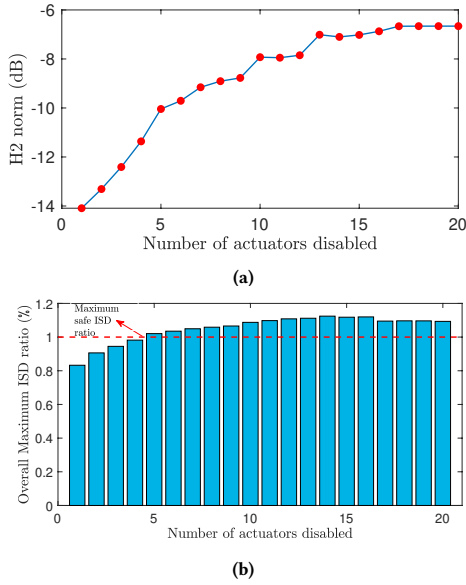 -6
-8
-10
-12
-14
H2 norm (dB)
0 5 10 15 20
Number of actuators disabled
(a)
1.2
1
0.8
0.6
0.4
0.2
0
Overall Maximum ISD ratio (%)
Maximum
safe ISD
ratio
0 5 10 15 20
Number of actuators disabled
(b)